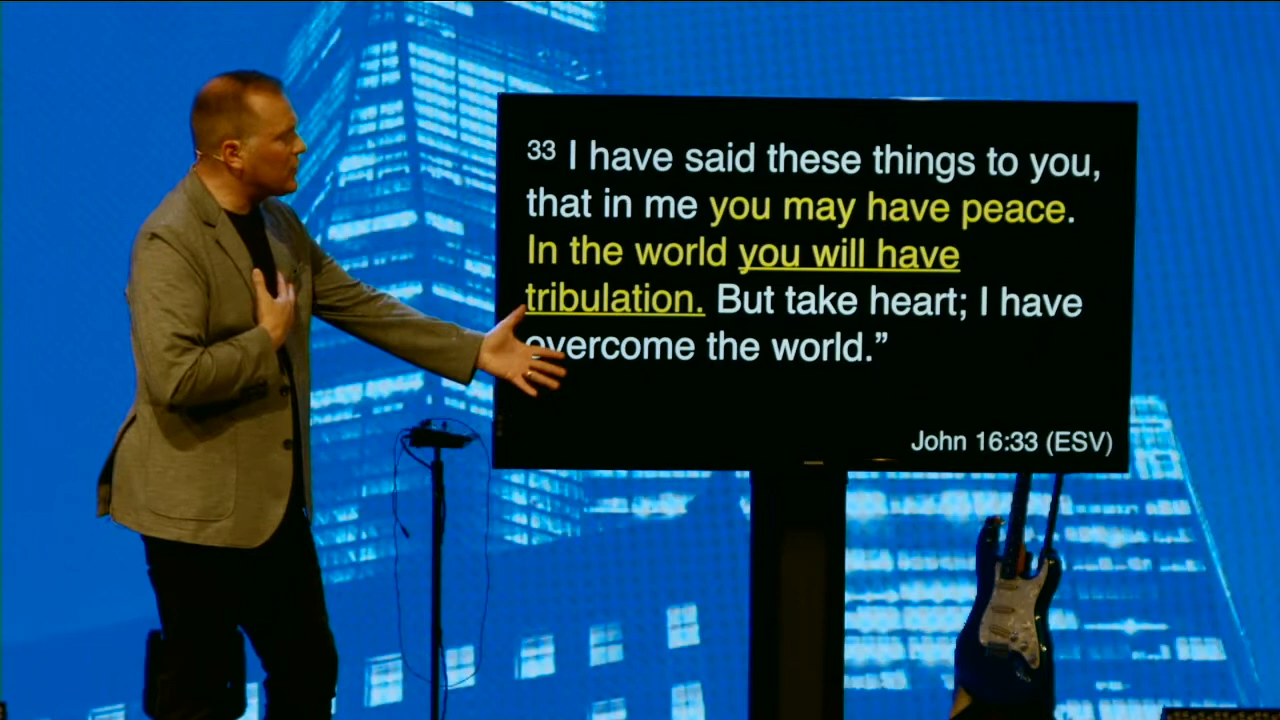 33 I have said these things to you,
that in me you may have peace.
In the world you will have
tribulation. But take heart; I have
overcome the world.”
John 16:33 (ESV)